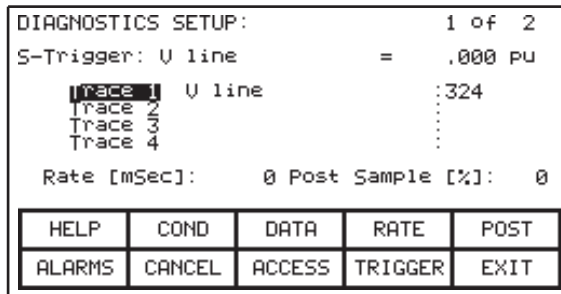 DIAGNOSTICS SETUP: 1 of 2
S-Trigger: V line = .000 pu
Trace 1 V line :324
Trace 2 :
Trace 3 :
Trace 4 :
Rate [mSec]: 0 Post Sample [%]: 0
HELP COND DATA RATE POST
ALARMS CANCEL ACCESS TRIGGER EXIT